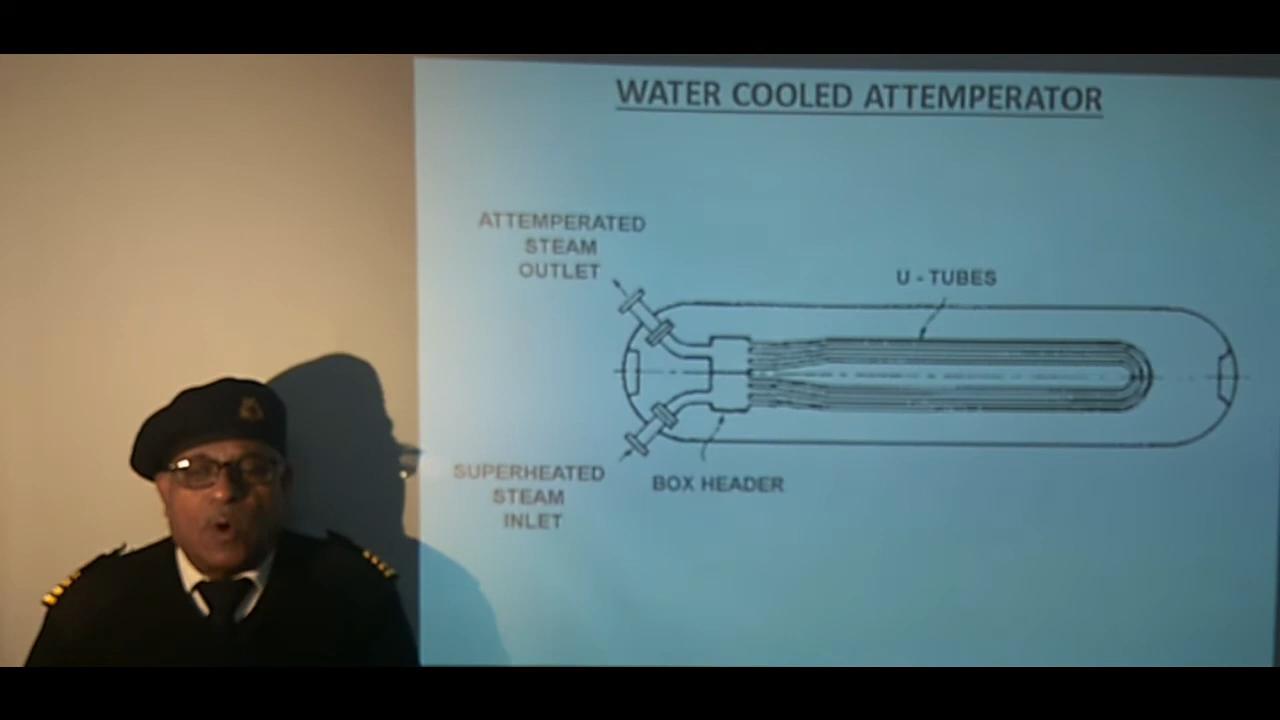 WATER COOLED ATTEMPERATOR
ATTEMPERATED
STEAM
OUTLET
U - TUBES
SUPERHEATED
STEAM
INLET
BOX HEADER